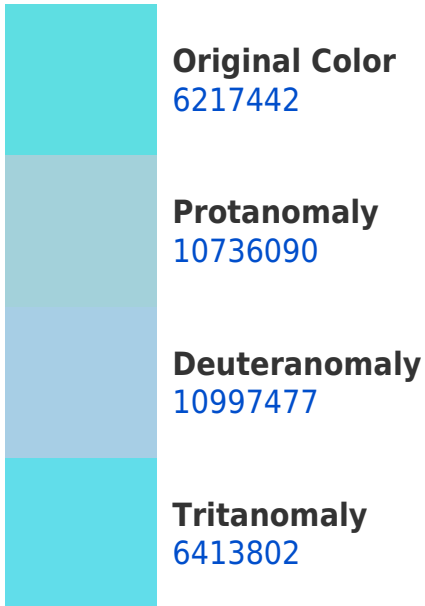 Original Color
6217442
Protanomaly
10736090
Deuteranomaly
10997477
Tritanomaly
6413802